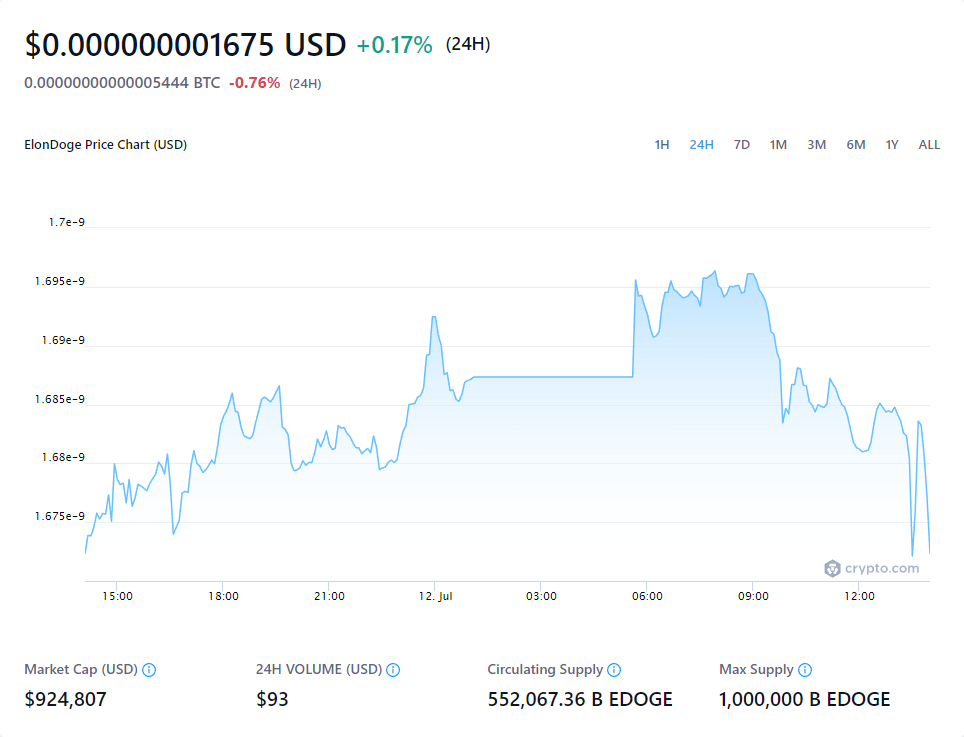 $0.000000001675 USD +0.17% (24H)
0.00000000000005444 BTC -0.76% (24H)
ElonDoge Price Chart (USD) 1H 24H 7D 1M 3M 6M 1Y ALL
1.7e-9
1.695e-9
1.69e-9
1.685e-9
1.68e-9
1.675e-9
crypto.com
15:00 18:00 21:00 12. Jul 03:00 06:00 09:00 12:00
Market Cap (USD) 24H VOLUME (USD) Circulating Supply Max Supply
$924,807 $93 552,067.36 B EDOGE 1,000,000 B EDOGE